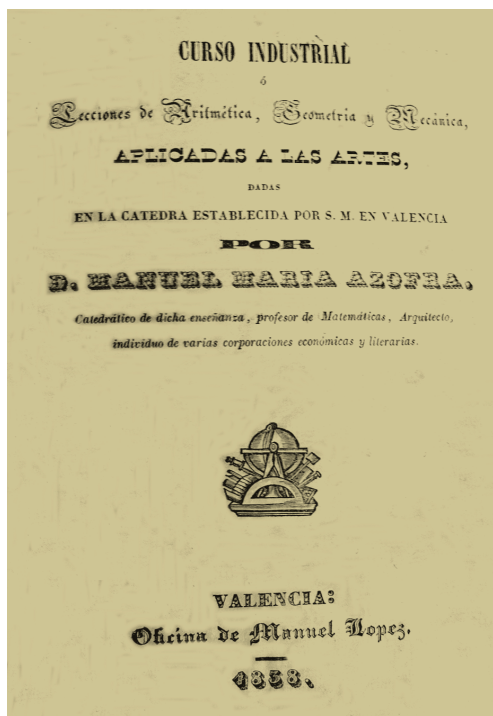 CURSO INDUSTRIAL
ó
Lecciones de Aritmética, Geometria y Mecánica,
APLICADAS A LAS ARTES,
DADAS
EN LA CATEDRA ESTABLECIDA POR S. M. EN VALENCIA
POR
D. MANUEL MARIA AZOFRA,
Catedrático de dicha enseñanza, profesor de Matemáticas, Arquitecto,
individuo de varias corporaciones económicas y literarias.
VALENCIA:
Oficina de Manuel Lopez.
1838.